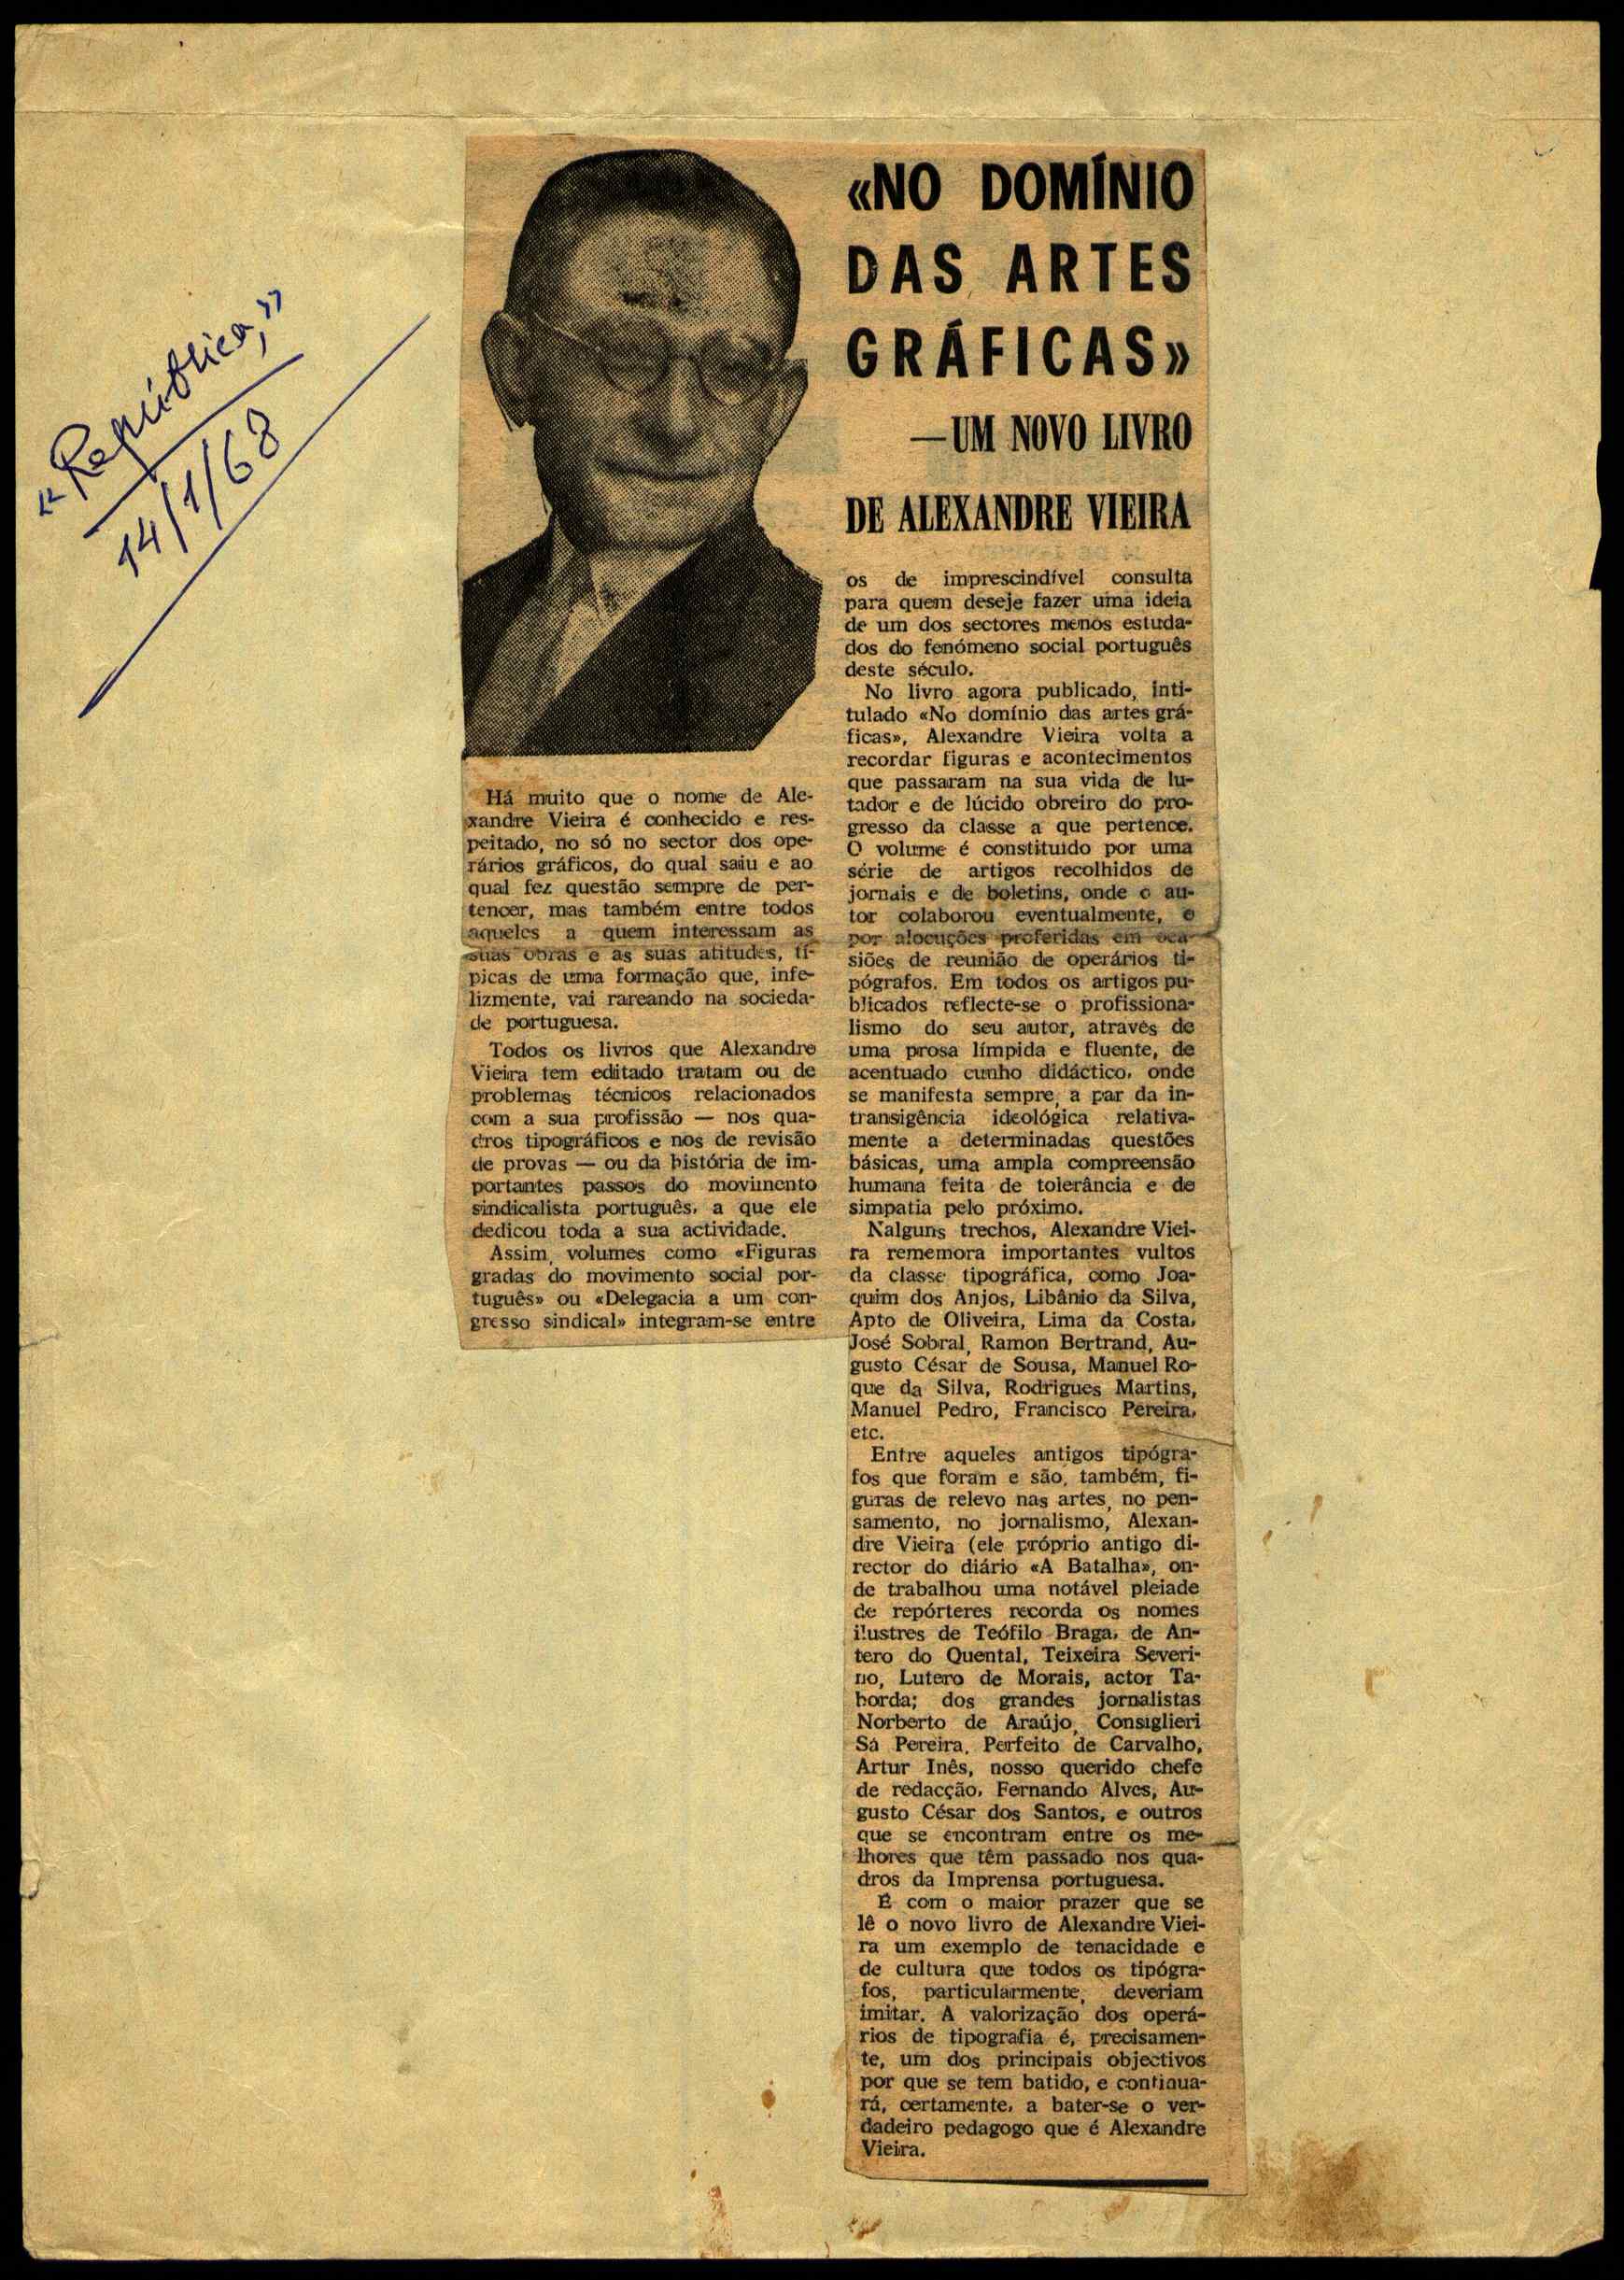 «República,»
14/1/68
«NO DOMÍNIO
DAS ARTES
GRÁFICAS»
—UM NOVO LIVRO
DE ALEXANDRE VIEIRA
Há muito que o nome de Ale-
xandre Vieira é conhecido e res-
peitado, no só no sector dos ope-
rários gráficos, do qual saiu e ao
qual fez questão sempre de per-
tencer, mas também entre todos
aqueles a quem interessam as
suas obras e as suas atitudes, tí-
picas de uma formação que, infe-
lizmente, vai rareando na socieda-
de portuguesa.
Todos os livros que Alexandre
Vieira tem editado tratam ou de
problemas técnicos relacionados
com a sua profissão — nos qua-
dros tipográficos e nos de revisão
de provas — ou da história de im-
portantes passos do movimento
sindicalista português, a que ele
dedicou toda a sua actividade.
Assim, volumes como «Figuras
gradas do movimento social por-
tuguês» ou «Delegacia a um con-
gresso sindical» integram-se entre
os de imprescindível consulta
para quem deseje fazer uma ideia
de um dos sectores menos estuda-
dos do fenómeno social português
deste século.
No livro agora publicado, inti-
tulado «No domínio das artes grá-
ficas», Alexandre Vieira volta a
recordar figuras e acontecimentos
que passaram na sua vida de lu-
tador e de lúcido obreiro do pro-
gresso da classe a que pertence.
O volume é constituído por uma
série de artigos recolhidos de
jornais e de boletins, onde o au-
tor colaborou eventualmente, e
por alocuções proferidas em oca-
siões de reunião de operários ti-
pógrafos. Em todos os artigos pu-
blicados reflecte-se o profissiona-
lismo do seu autor, através de
uma prosa límpida e fluente, de
acentuado cunho didáctico, onde
se manifesta sempre, a par da in-
transigência ideológica relativa-
mente a determinadas questões
básicas, uma ampla compreensão
humana feita de tolerância e de
simpatia pelo próximo.
Nalguns trechos, Alexandre Viei-
ra rememora importantes vultos
da classe tipográfica, como Joa-
quim dos Anjos, Libânio da Silva,
Apto de Oliveira, Lima da Costa,
José Sobral, Ramon Bertrand, Au-
gusto César de Sousa, Manuel Ro-
que da Silva, Rodrigues Martins,
Manuel Pedro, Francisco Pereira,
etc.
Entre aqueles antigos tipógra-
fos que foram e são, também, fi-
guras de relevo nas artes, no pen-
samento, no jornalismo, Alexan-
dre Vieira (ele próprio antigo di-
rector do diário «A Batalha», on-
de trabalhou uma notável pleiade
de repórteres recorda os nomes
ilustres de Teófilo Braga, de An-
tero do Quental, Teixeira Severi-
no, Lutero de Morais, actor Ta-
borda; dos grandes jornalistas
Norberto de Araújo, Consiglieri
Sá Pereira, Perfeito de Carvalho,
Artur Inês, nosso querido chefe
de redacção, Fernando Alves, Au-
gusto César dos Santos, e outros
que se encontram entre os me-
lhores que têm passado nos qua-
dros da Imprensa portuguesa.
É com o maior prazer que se
lê o novo livro de Alexandre Viei-
ra um exemplo de tenacidade e
de cultura que todos os tipógra-
fos, particularmente, deveriam
imitar. A valorização dos operá-
rios de tipografia é, precisamen-
te, um dos principais objectivos
por que se tem batido, e continua-
rá, certamente, a bater-se o ver-
dadeiro pedagogo que é Alexandre
Vieira.